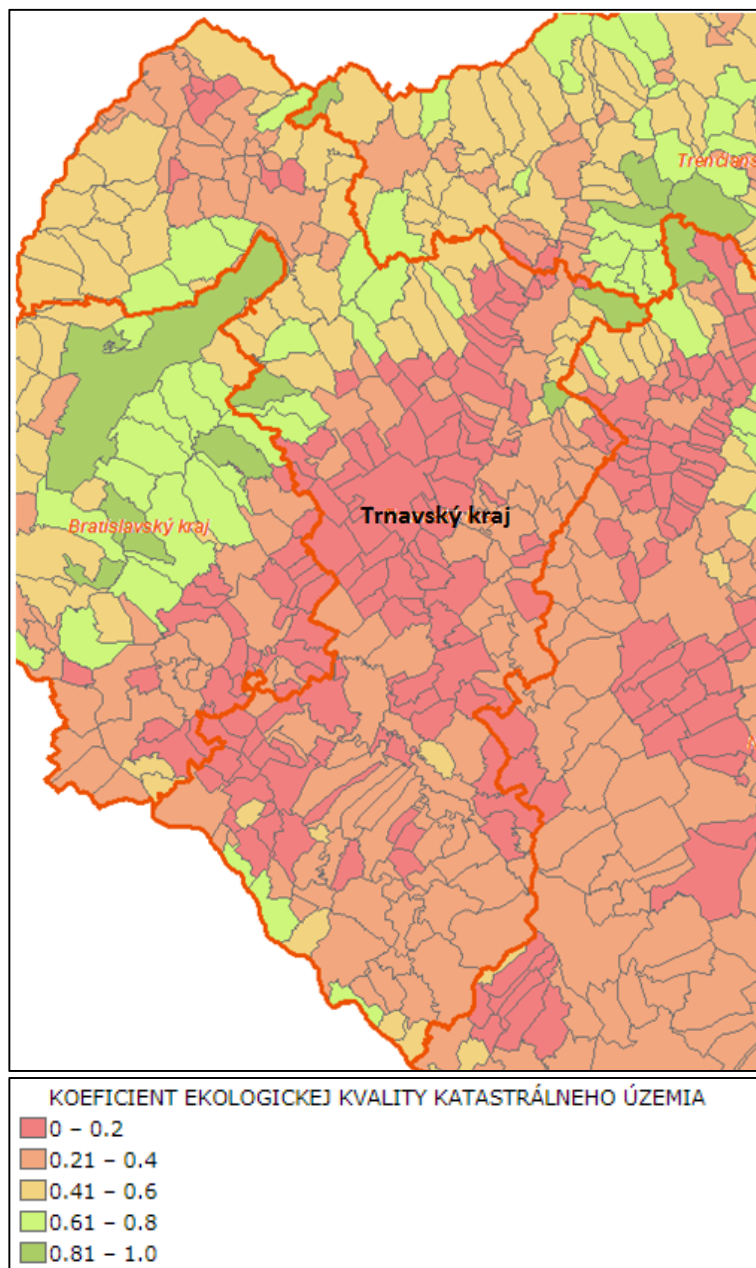 Trenčians
Trnavský kraj
Bratislavský kraj
KOEFICIENT EKOLOGICKEJ KVALITY KATASTRÁLNEHO ÚZEMIA
0 – 0.2
0.21 – 0.4
0.41 – 0.6
0.61 – 0.8
0.81 – 1.0